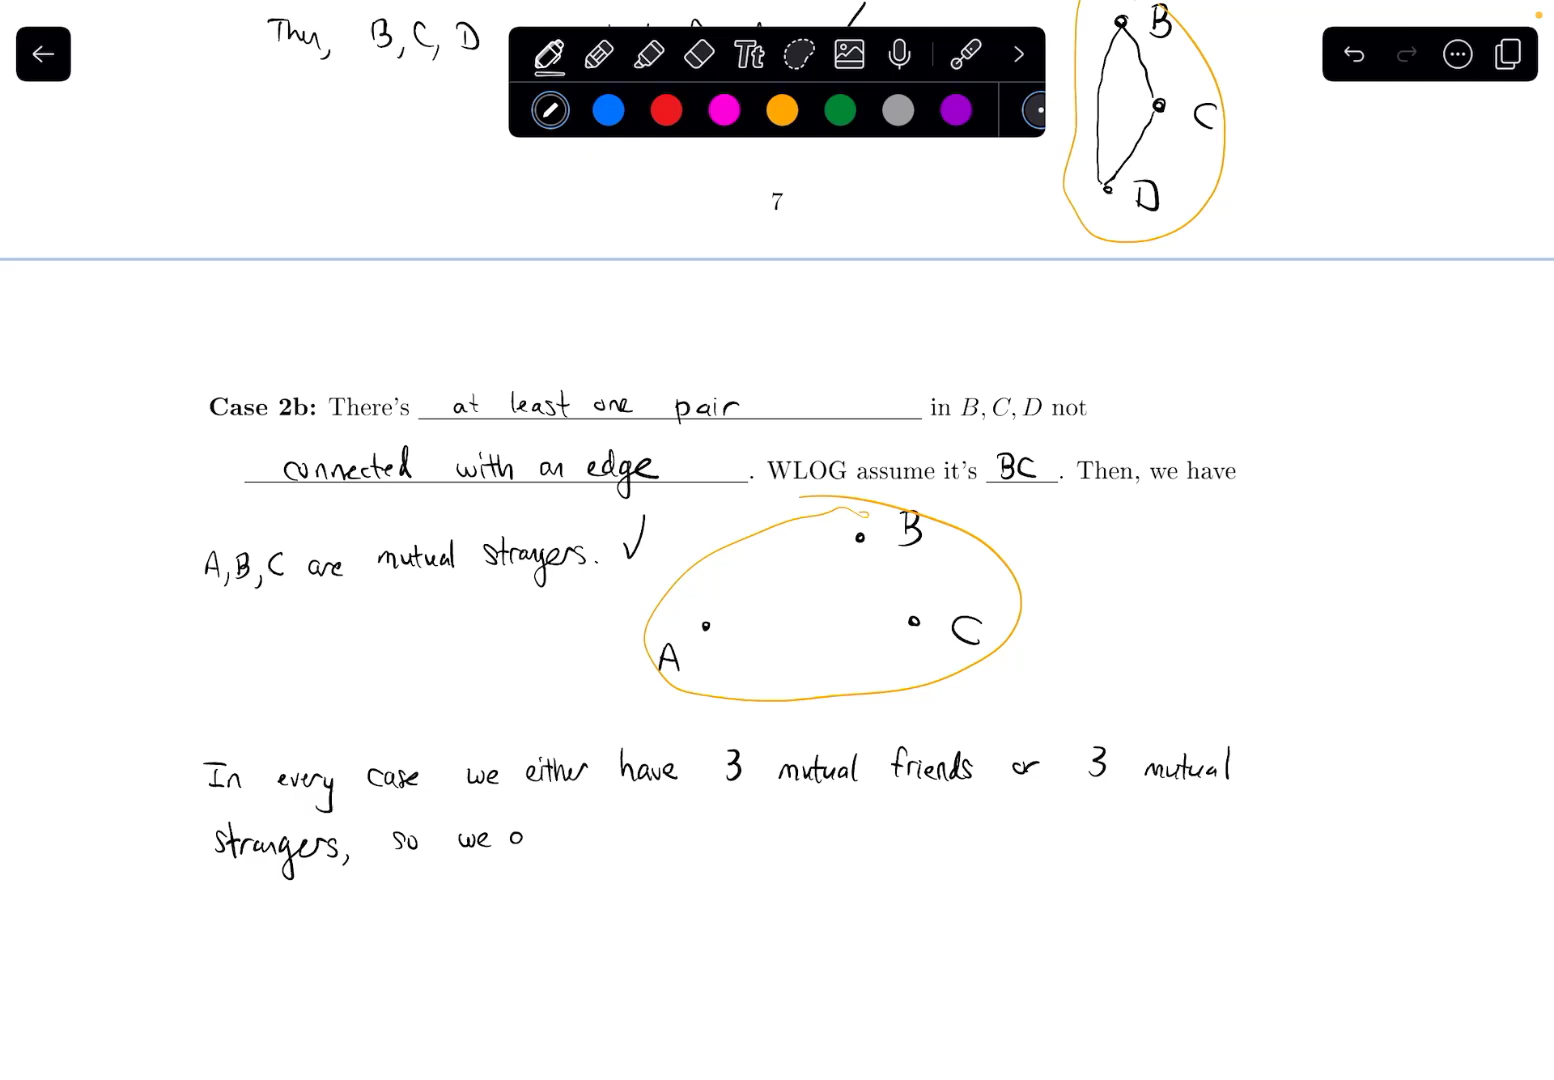 Then, B, C, D
Tt
B
C
D
7
Case 2b: There's at least one pair in B, C, D not
connected with an edge. WLOG assume it's BC. Then, we have
A, B, C are mutual strangers. ✓
B
C
A
In every case we either have 3 mutual friends or 3 mutual
strangers, so we o